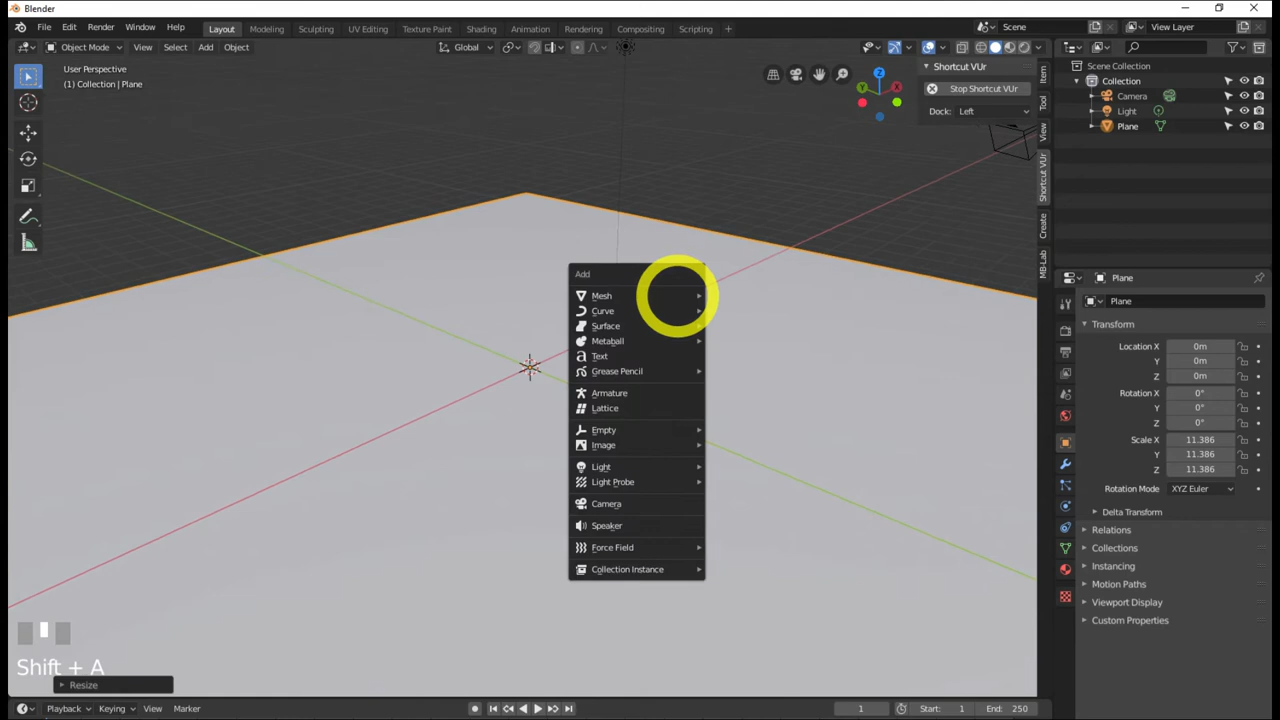 Blender
File Edit Render Window Help
Layout Modeling Sculpting UV Editing Texture Paint Shading Animation Rendering Compositing Scripting
Scene
View Layer
Object Mode View Select Add Object
Global
User Perspective
(1) Collection | Plane
Z
Y
X
Shortcut VUr
Stop Shortcut VUr
Dock: Left
Item
Tool
View
Shortcut VUr
Create
MB-Lab
Scene Collection
Collection
Camera
Light
Plane
Add
Mesh
Curve
Surface
Metaball
Text
Grease Pencil
Armature
Lattice
Empty
Image
Light
Light Probe
Camera
Speaker
Force Field
Collection Instance
Plane
Plane
Transform
Location X 0m
Y 0m
Z 0m
Rotation X 0°
Y 0°
Z 0°
Scale X 11.386
Y 11.386
Z 11.386
Rotation Mode XYZ Euler
Delta Transform
Relations
Collections
Instancing
Motion Paths
Viewport Display
Custom Properties
Shift + A
Resize
Playback Keying View Marker
1
Start: 1
End: 250